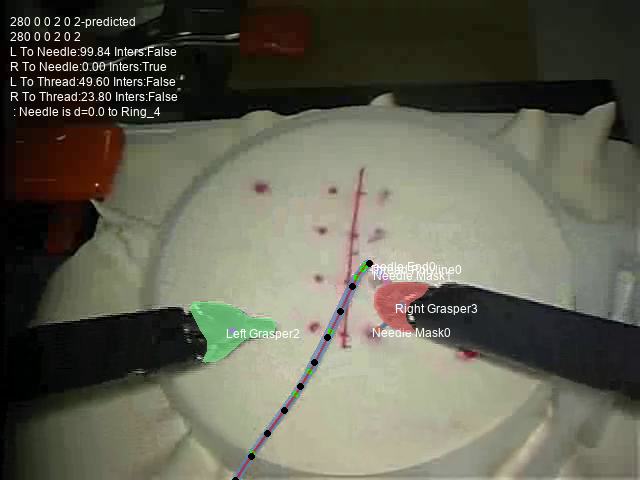 280 0 0 2 0 2-predicted
280 0 0 2 0 2
L To Needle:99.84 Inters:False
R To Needle:0.00 Inters:True
L To Thread:49.60 Inters:False
R To Thread:23.80 Inters:False
: Needle is d=0.0 to Ring_4
Needle Mask1
Right Grasper3
Left Grasper2
Needle Mask0